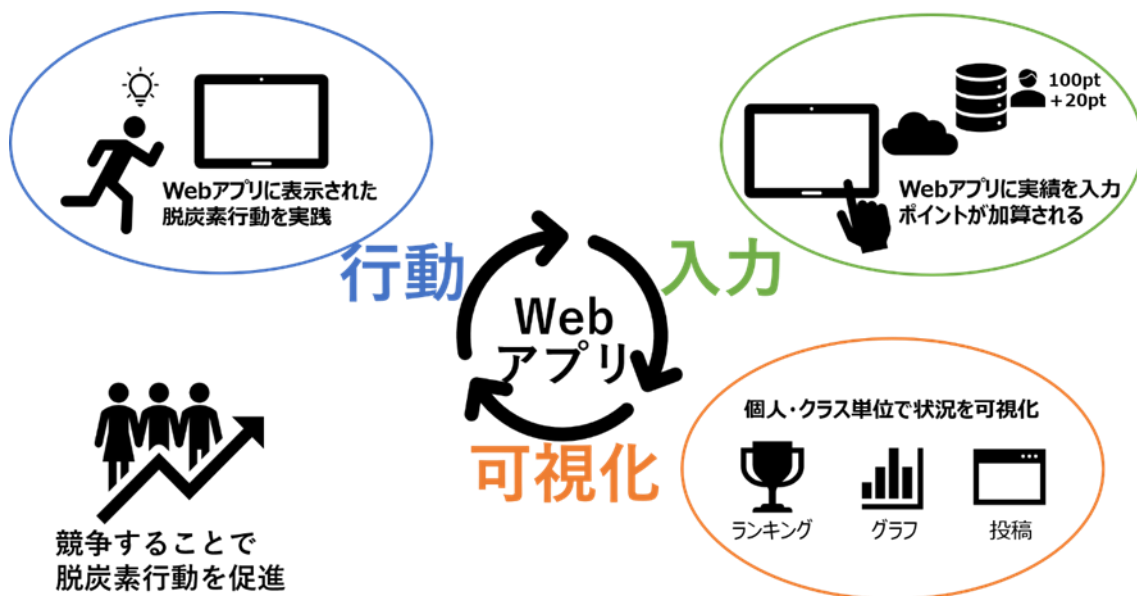 Webアプリに表示された
脱炭素行動を実践
100pt
+20pt
Webアプリに実績を入力
ポイントが加算される
行動
入力
Web
アプリ
可視化
個人・クラス単位で状況を可視化
ランキング
グラフ
投稿
競争することで
脱炭素行動を促進